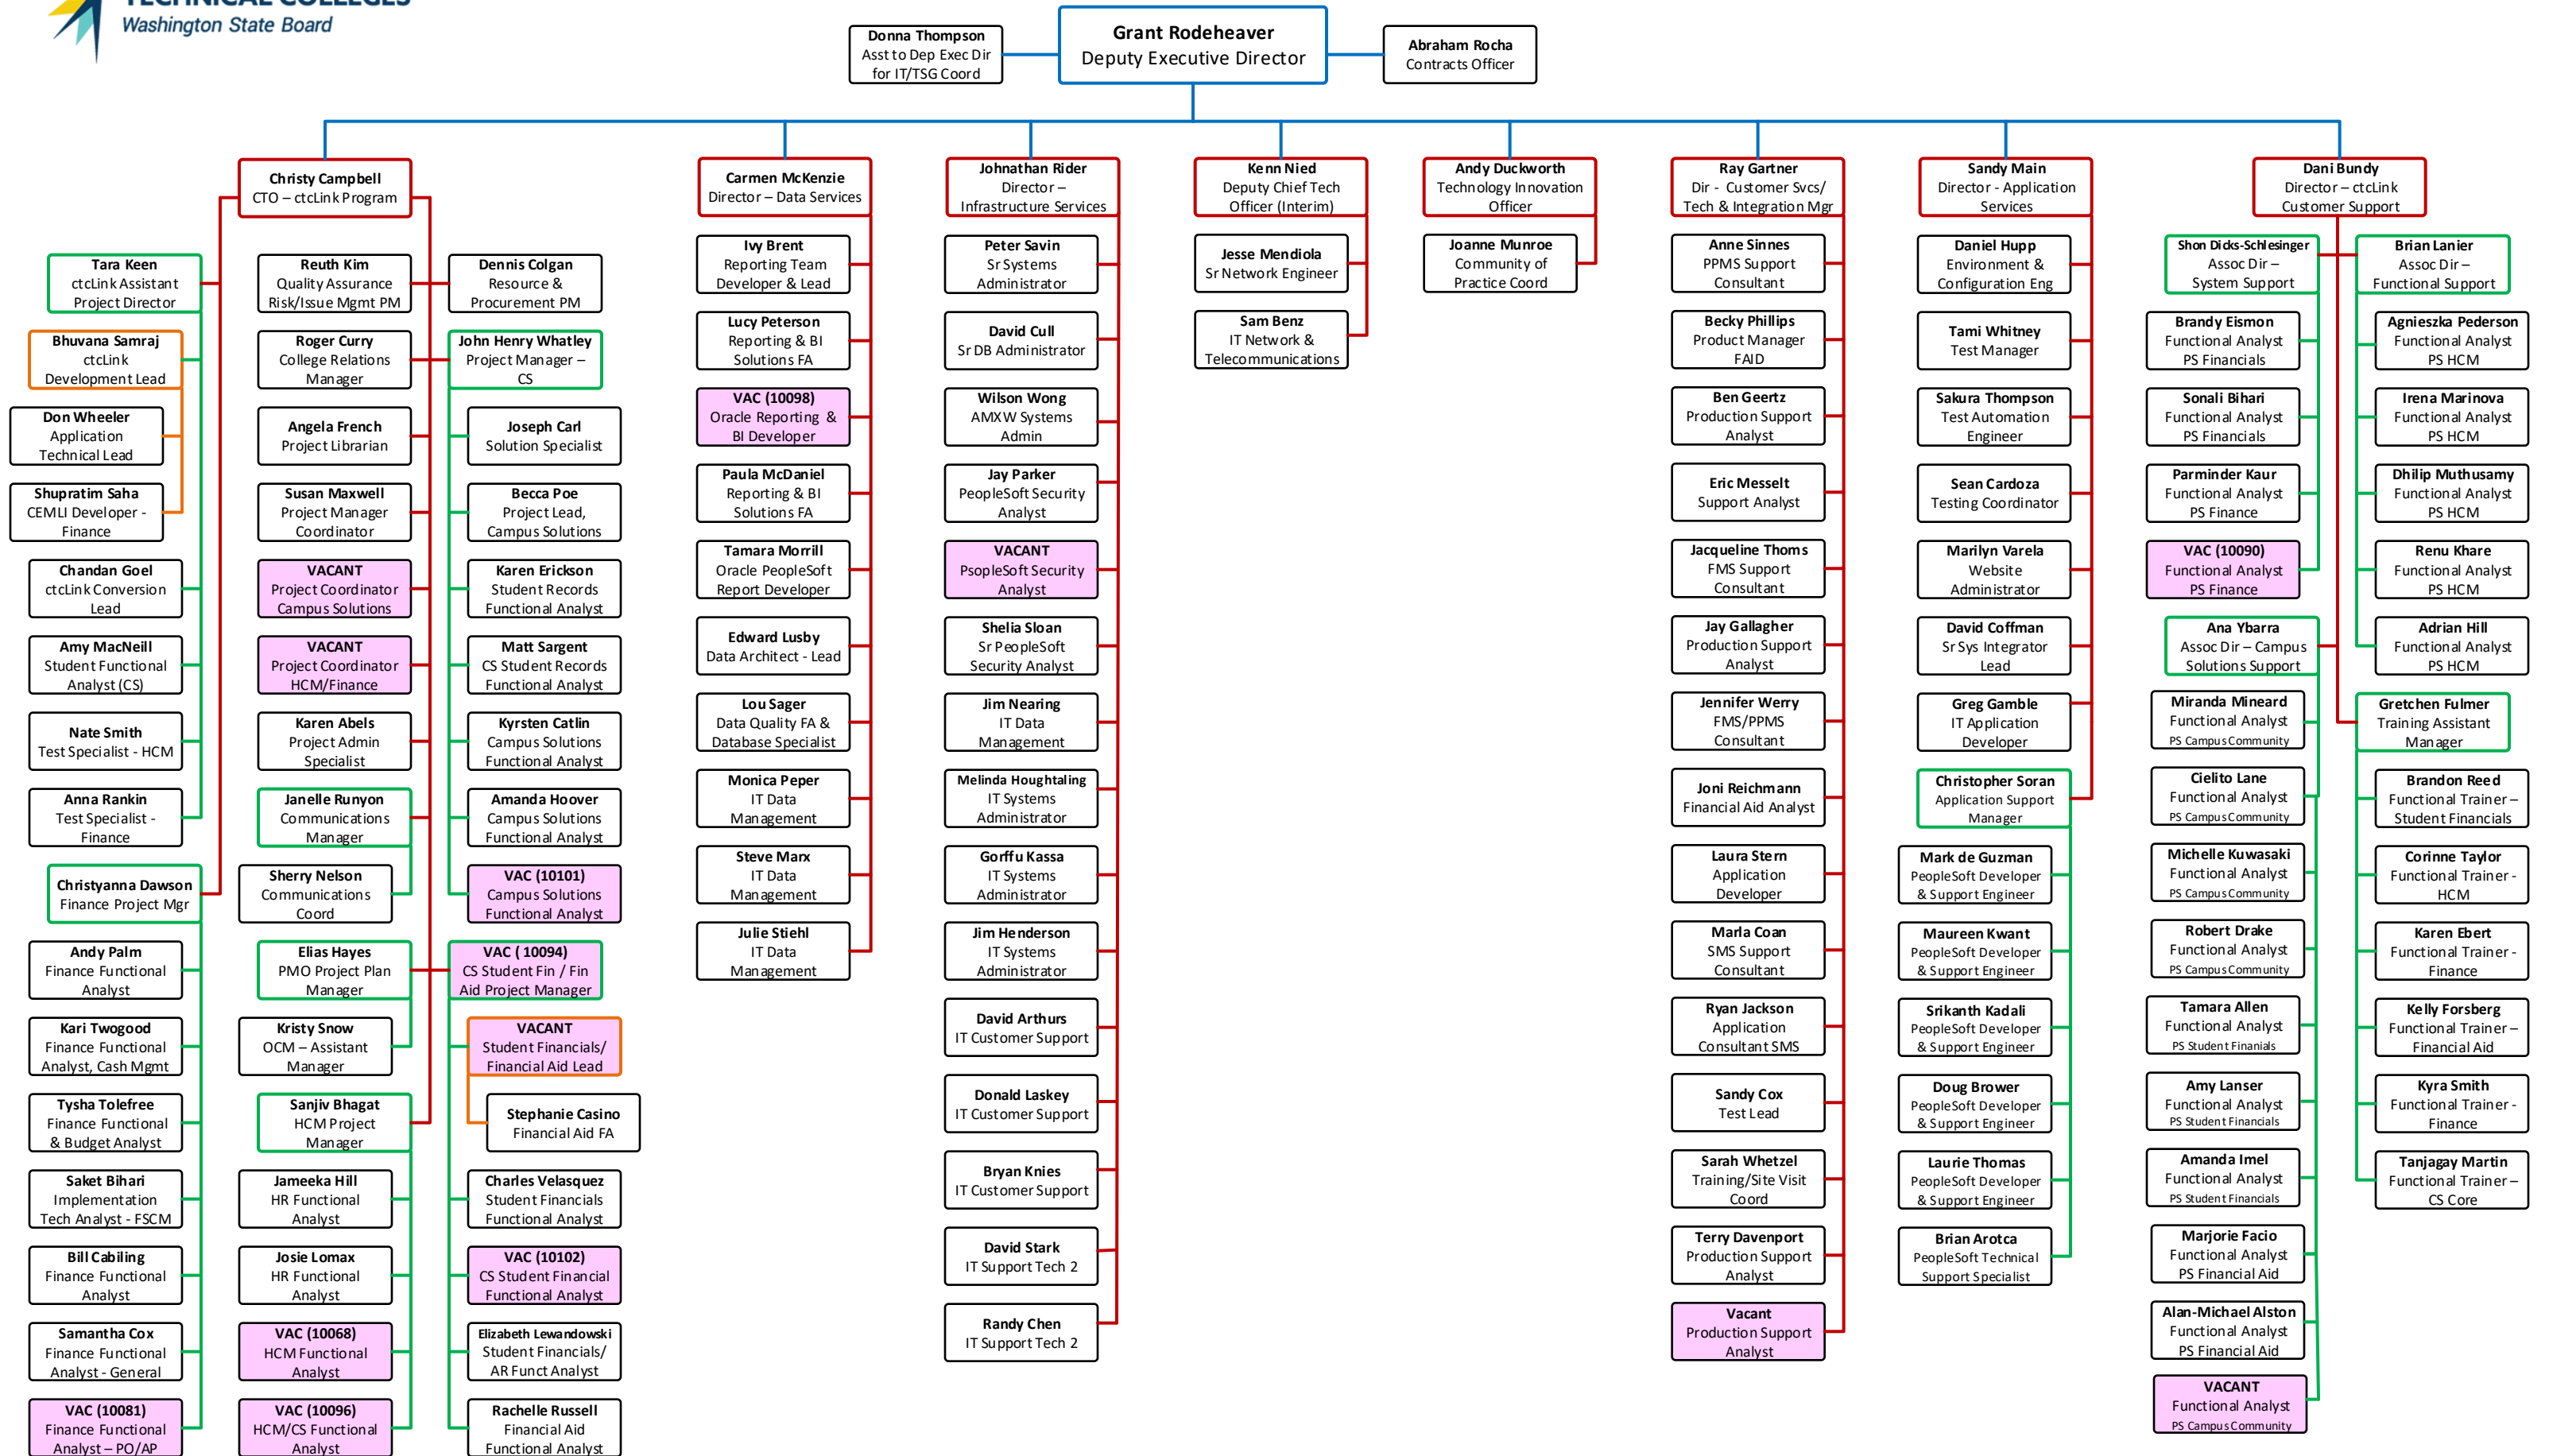 TECHNICAL COLLEGES
Washington State Board
Donna Thompson
Asst to Dep Exec Dir
for IT/TSG Coord
Grant Rodeheaver
Deputy Executive Director
Abraham Rocha
Contracts Officer
Christy Campbell
CTO – ctcLink Program
Tara Keen
ctcLink Assistant
Project Director
Bhuvana Samraj
ctcLink
Development Lead
Don Wheeler
Application
Technical Lead
Shupratim Saha
CEMLI Developer -
Finance
Chandan Goel
ctcLink Conversion
Lead
Amy MacNeill
Student Functional
Analyst (CS)
Nate Smith
Test Specialist - HCM
Anna Rankin
Test Specialist -
Finance
Christyanna Dawson
Finance Project Mgr
Andy Palm
Finance Functional
Analyst
Kari Twogood
Finance Functional
Analyst, Cash Mgmt
Tysha Tolefree
Finance Functional
& Budget Analyst
Saket Bihari
Implementation
Tech Analyst - FSCM
Bill Cabiling
Finance Functional
Analyst
Samantha Cox
Finance Functional
Analyst - General
VAC (10081)
Finance Functional
Analyst – PO/AP
Reuth Kim
Quality Assurance
Risk/Issue Mgmt PM
Roger Curry
College Relations
Manager
Angela French
Project Librarian
Susan Maxwell
Project Manager
Coordinator
VACANT
Project Coordinator
Campus Solutions
VACANT
Project Coordinator
HCM/Finance
Karen Abels
Project Admin
Specialist
Janelle Runyon
Communications
Manager
Sherry Nelson
Communications
Coord
Elias Hayes
PMO Project Plan
Manager
Kristy Snow
OCM – Assistant
Manager
Sanjiv Bhagat
HCM Project
Manager
Jameeka Hill
HR Functional
Analyst
Josie Lomax
HR Functional
Analyst
VAC (10068)
HCM Functional
Analyst
VAC (10096)
HCM/CS Functional
Analyst
Dennis Colgan
Resource &
Procurement PM
John Henry Whatley
Project Manager –
CS
Joseph Carl
Solution Specialist
Becca Poe
Project Lead,
Campus Solutions
Karen Erickson
Student Records
Functional Analyst
Matt Sargent
CS Student Records
Functional Analyst
Kyrsten Catlin
Campus Solutions
Functional Analyst
Amanda Hoover
Campus Solutions
Functional Analyst
VAC (10101)
Campus Solutions
Functional Analyst
VAC ( 10094)
CS Student Fin / Fin
Aid Project Manager
VACANT
Student Financials/
Financial Aid Lead
Stephanie Casino
Financial Aid FA
Charles Velasquez
Student Financials
Functional Analyst
VAC (10102)
CS Student Financial
Functional Analyst
Elizabeth Lewandowski
Student Financials/
AR Funct Analyst
Rachelle Russell
Financial Aid
Functional Analyst
Carmen McKenzie
Director – Data Services
Ivy Brent
Reporting Team
Developer & Lead
Lucy Peterson
Reporting & BI
Solutions FA
VAC (10098)
Oracle Reporting &
BI Developer
Paula McDaniel
Reporting & BI
Solutions FA
Tamara Morrill
Oracle PeopleSoft
Report Developer
Edward Lusby
Data Architect - Lead
Lou Sager
Data Quality FA &
Database Specialist
Monica Peper
IT Data
Management
Steve Marx
IT Data
Management
Julie Stiehl
IT Data
Management
Johnathan Rider
Director –
Infrastructure Services
Peter Savin
Sr Systems
Administrator
David Cull
Sr DB Administrator
Wilson Wong
AMXW Systems
Admin
Jay Parker
PeopleSoft Security
Analyst
VACANT
PsopleSoft Security
Analyst
Shelia Sloan
Sr PeopleSoft
Security Analyst
Jim Nearing
IT Data
Management
Melinda Houghtaling
IT Systems
Administrator
Gorffu Kassa
IT Systems
Administrator
Jim Henderson
IT Systems
Administrator
David Arthurs
IT Customer Support
Donald Laskey
IT Customer Support
Bryan Knies
IT Customer Support
David Stark
IT Support Tech 2
Randy Chen
IT Support Tech 2
Kenn Nied
Deputy Chief Tech
Officer (Interim)
Jesse Mendiola
Sr Network Engineer
Sam Benz
IT Network &
Telecommunications
Andy Duckworth
Technology Innovation
Officer
Joanne Munroe
Community of
Practice Coord
Ray Gartner
Dir - Customer Svcs/
Tech & Integration Mgr
Anne Sinnes
PPMS Support
Consultant
Becky Phillips
Product Manager
FAID
Ben Geertz
Production Support
Analyst
Eric Messelt
Support Analyst
Jacqueline Thoms
FMS Support
Consultant
Jay Gallagher
Production Support
Analyst
Jennifer Werry
FMS/PPMS
Consultant
Joni Reichmann
Financial Aid Analyst
Laura Stern
Application
Developer
Marla Coan
SMS Support
Consultant
Ryan Jackson
Application
Consultant SMS
Sandy Cox
Test Lead
Sarah Whetzel
Training/Site Visit
Coord
Terry Davenport
Production Support
Analyst
Vacant
Production Support
Analyst
Sandy Main
Director - Application
Services
Daniel Hupp
Environment &
Configuration Eng
Tami Whitney
Test Manager
Sakura Thompson
Test Automation
Engineer
Sean Cardoza
Testing Coordinator
Marilyn Varela
Website
Administrator
David Coffman
Sr Sys Integrator
Lead
Greg Gamble
IT Application
Developer
Christopher Soran
Application Support
Manager
Mark de Guzman
PeopleSoft Developer
& Support Engineer
Maureen Kwant
PeopleSoft Developer
& Support Engineer
Srikanth Kadali
PeopleSoft Developer
& Support Engineer
Doug Brower
PeopleSoft Developer
& Support Engineer
Laurie Thomas
PeopleSoft Developer
& Support Engineer
Brian Arotca
PeopleSoft Technical
Support Specialist
Dani Bundy
Director – ctcLink
Customer Support
Shon Dicks-Schlesinger
Assoc Dir –
System Support
Brandy Eismon
Functional Analyst
PS Financials
Sonali Bihari
Functional Analyst
PS Financials
Parminder Kaur
Functional Analyst
PS Finance
VAC (10090)
Functional Analyst
PS Finance
Ana Ybarra
Assoc Dir – Campus
Solutions Support
Miranda Mineard
Functional Analyst
PS Campus Community
Cielito Lane
Functional Analyst
PS Campus Community
Michelle Kuwasaki
Functional Analyst
PS Campus Community
Robert Drake
Functional Analyst
PS Campus Community
Tamara Allen
Functional Analyst
PS Student Finanials
Amy Lanser
Functional Analyst
PS Student Financials
Amanda Imel
Functional Analyst
PS Student Financials
Marjorie Facio
Functional Analyst
PS Financial Aid
Alan-Michael Alston
Functional Analyst
PS Financial Aid
VACANT
Functional Analyst
PS Campus Community
Brian Lanier
Assoc Dir –
Functional Support
Agnieszka Pederson
Functional Analyst
PS HCM
Irena Marinova
Functional Analyst
PS HCM
Dhilip Muthusamy
Functional Analyst
PS HCM
Renu Khare
Functional Analyst
PS HCM
Adrian Hill
Functional Analyst
PS HCM
Gretchen Fulmer
Training Assistant
Manager
Brandon Reed
Functional Trainer –
Student Financials
Corinne Taylor
Functional Trainer -
HCM
Karen Ebert
Functional Trainer -
Finance
Kelly Forsberg
Functional Trainer –
Financial Aid
Kyra Smith
Functional Trainer -
Finance
Tanjagay Martin
Functional Trainer –
CS Core